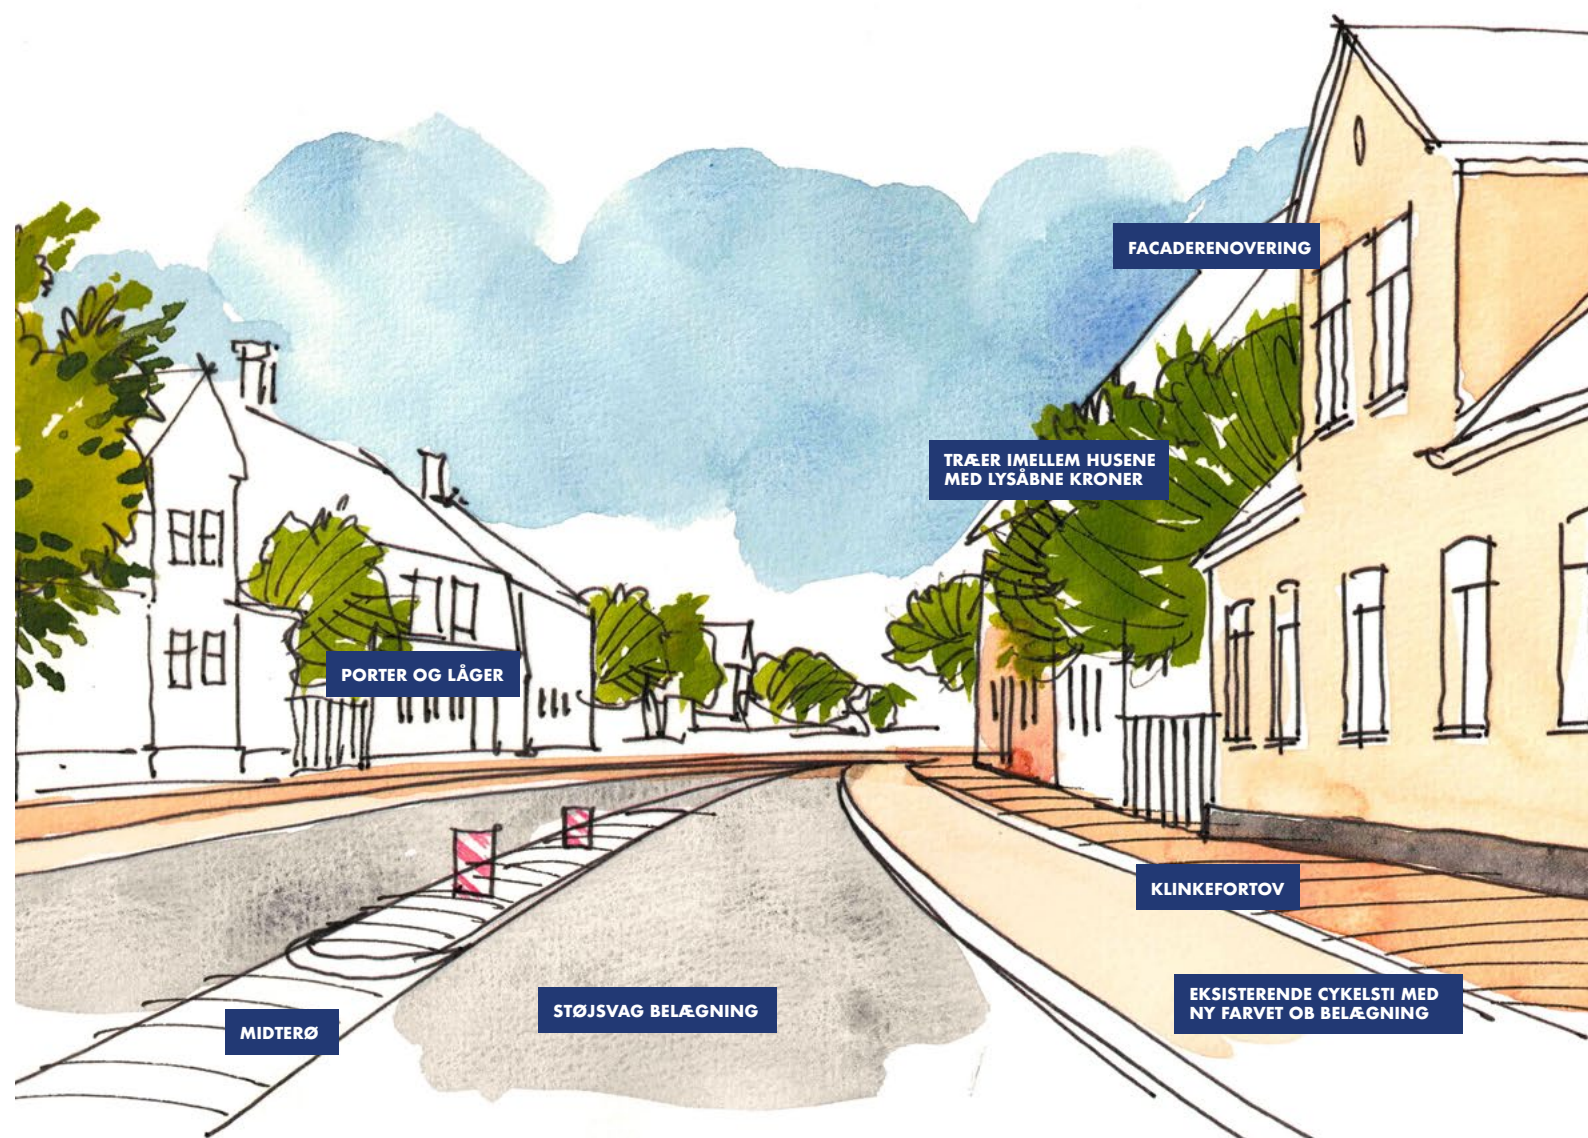 FACADERENOVERING
TRÆER IMELLEM HUSENE
MED LYSÅBNE KRONER
PORTER OG LÅGER
KLINKEFORTOV
EKSISTERENDE CYKELSTI MED
NY FARVET OB BELÆGNING
STØJSVAG BELÆGNING
MIDTERØ